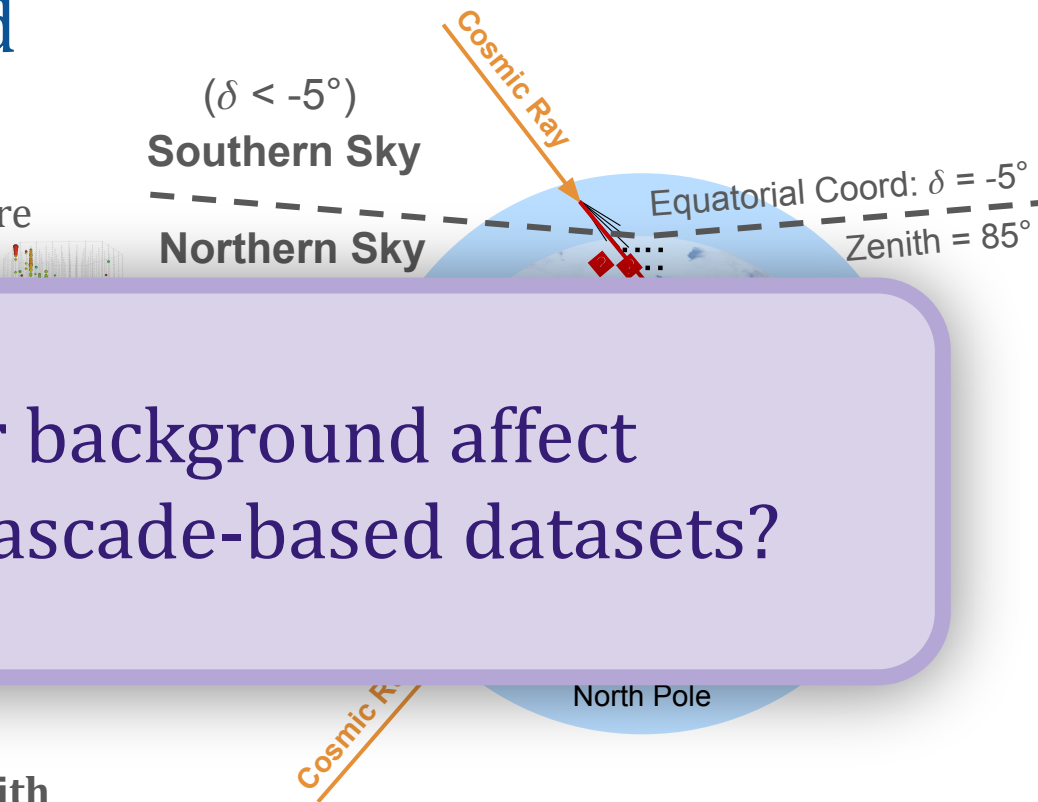 d
(δ < -5°)
Southern Sky
Cosmic Ray
Equatorial Coord: δ = -5°
re
Northern Sky
Zenith = 85°
r background affect
ascade-based datasets?
North Pole
Cosmic R
ith